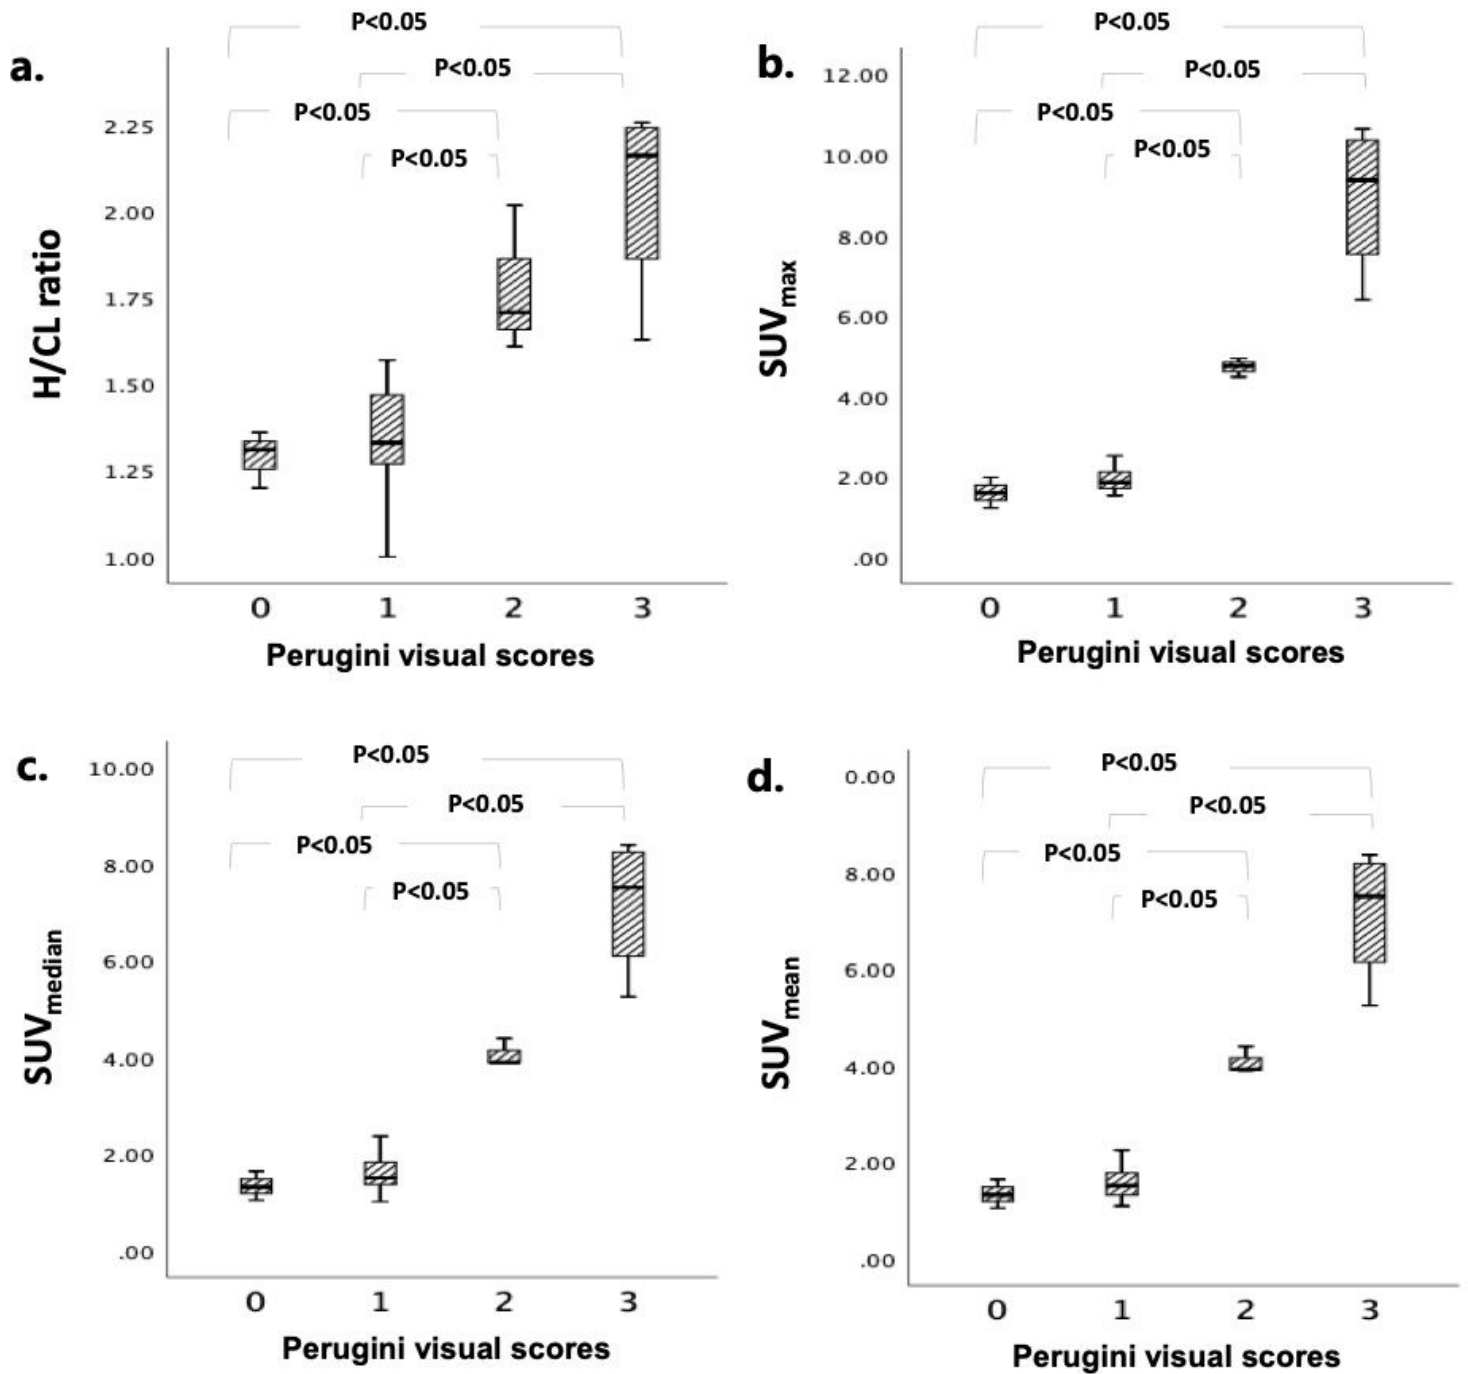 a.
P<0.05
P<0.05
P<0.05
P<0.05
H/CL ratio
2.25
2.00
1.75
1.50
1.25
1.00
0 1 2 3
Perugini visual scores
b.
P<0.05
P<0.05
P<0.05
P<0.05
SUVmax
12.00
10.00
8.00
6.00
4.00
2.00
.00
0 1 2 3
Perugini visual scores
c.
P<0.05
P<0.05
P<0.05
P<0.05
SUVmedian
10.00
8.00
6.00
4.00
2.00
.00
0 1 2 3
Perugini visual scores
d.
P<0.05
P<0.05
P<0.05
P<0.05
SUVmean
0.00
8.00
6.00
4.00
2.00
.00
0 1 2 3
Perugini visual scores